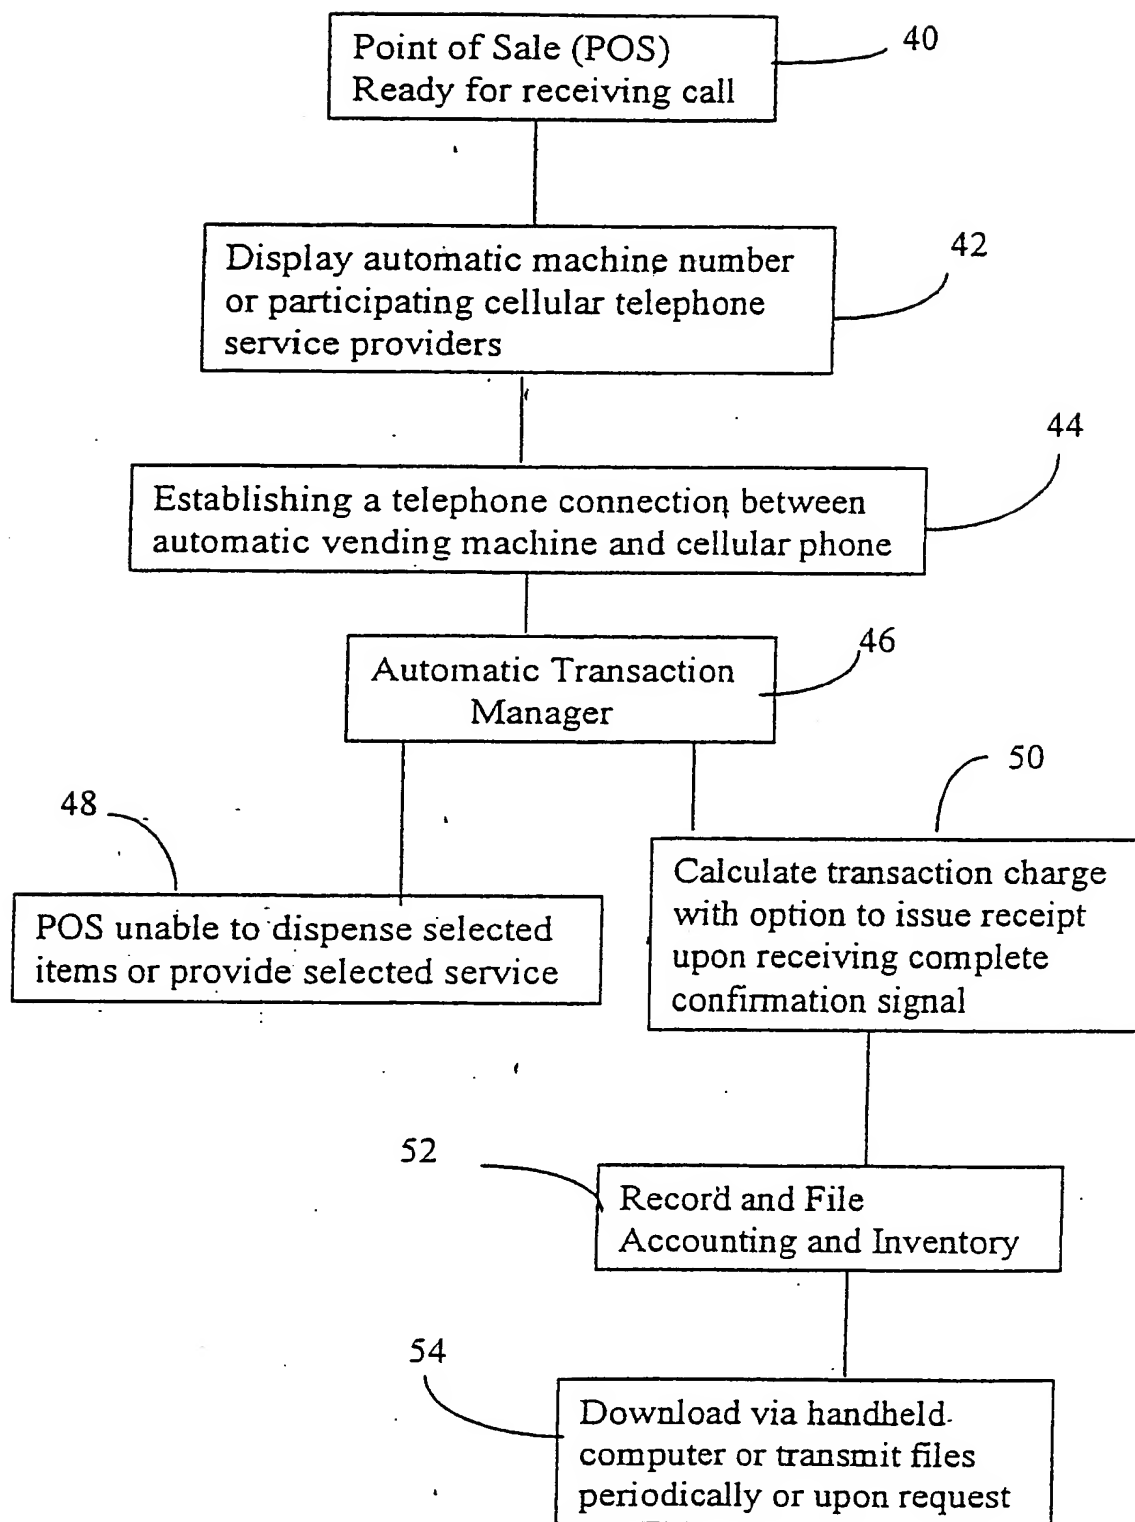 Point of Sale (POS)
Ready for receiving call
40
Display automatic machine number
or participating cellular telephone
service providers
42
Establishing a telephone connection between
automatic vending machine and cellular phone
44
Automatic Transaction
Manager
46
48
POS unable to dispense selected
items or provide selected service
50
Calculate transaction charge
with option to issue receipt
upon receiving complete
confirmation signal
52
Record and File
Accounting and Inventory
54
Download via handheld
computer or transmit files
periodically or upon request